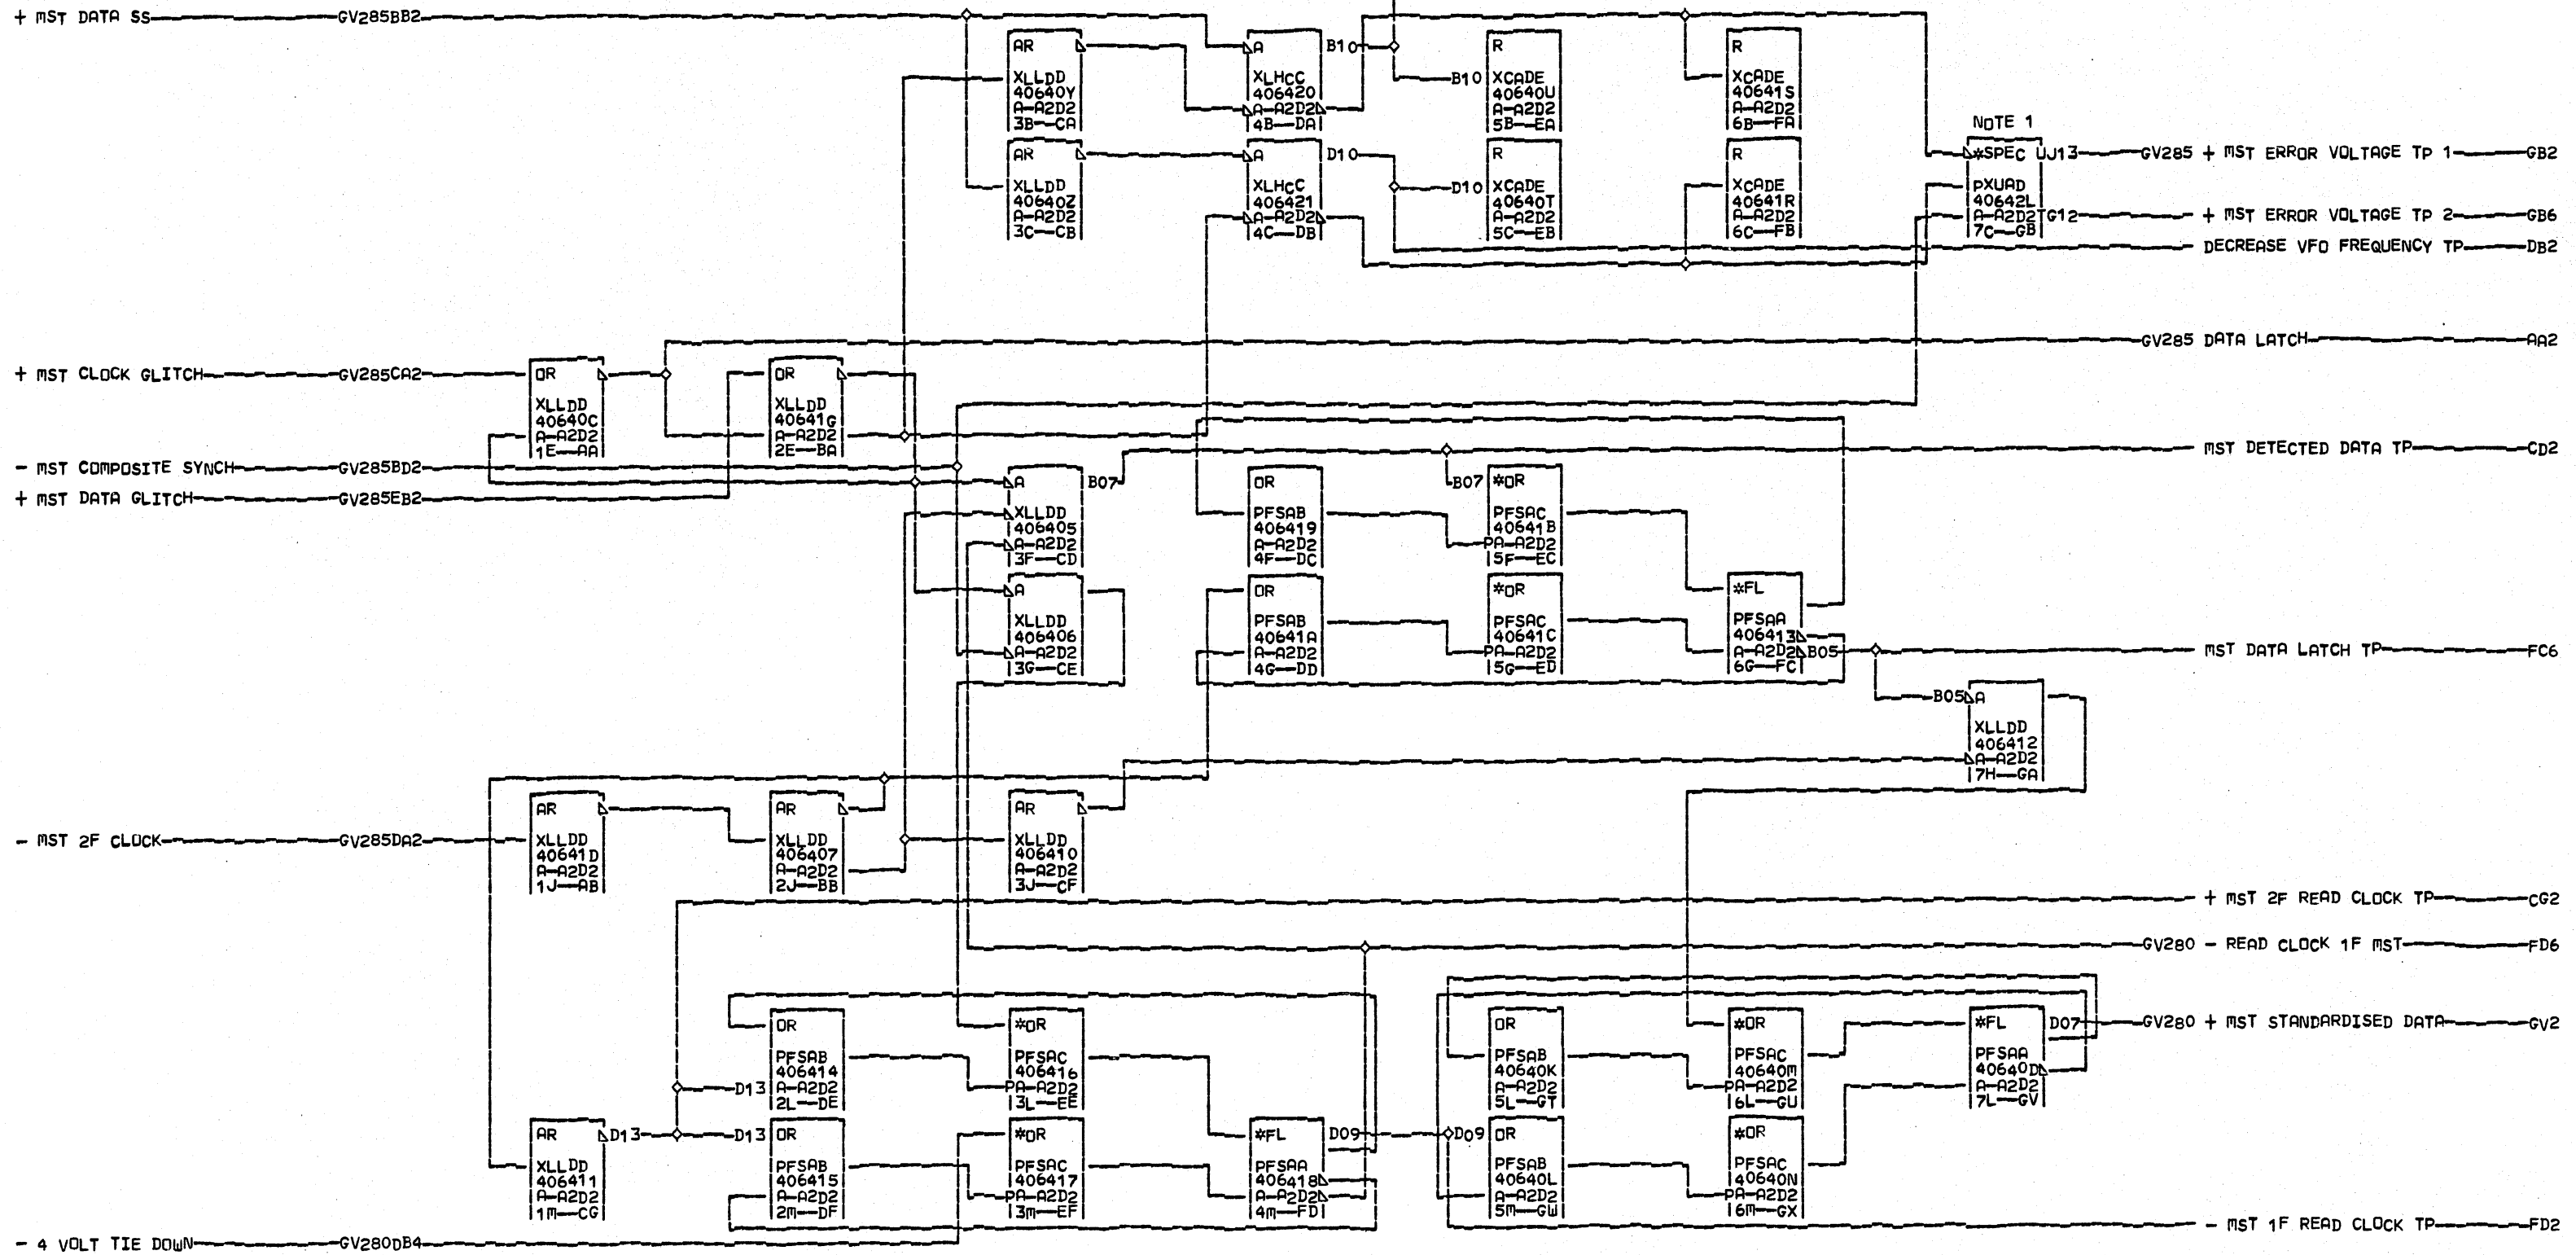 + MST DATA SS GV285BB2
AR
XLLDD
40640Y
A-A2D2
3B—CA
A
XLHCC
406420
A-A2D2
4B—DA
B10
B10
R
XCADE
40640U
A-A2D2
5B—EA
R
XCADE
40641S
A-A2D2
6B—FA
AR
XLLDD
40640Z
A-A2D2
3C—CB
A
XLHCC
406421
A-A2D2
4C—DB
D10
D10
R
XCADE
40640T
A-A2D2
5C—EB
R
XCADE
40641R
A-A2D2
6C—FB
NOTE 1
*SPEC UJ13
PXUAD
40642L
A-A2D2TG12
7C—GB
GV285 + MST ERROR VOLTAGE TP 1 GB2
+ MST ERROR VOLTAGE TP 2 GB6
DECREASE VFO FREQUENCY TP DB2
GV285 DATA LATCH AA2
+ MST CLOCK GLITCH GV285CA2
OR
XLLDD
40640C
A-A2D2
1E—AA
OR
XLLDD
40641G
A-A2D2
2E—BA
- MST COMPOSITE SYNCH GV285BD2
+ MST DATA GLITCH GV285EB2
A
XLLDD
406405
A-A2D2
3F—CD
B07
OR
PFSAB
406419
A-A2D2
4F—DC
B07
*OR
PFSAC
40641B
PA-A2D2
5F—EC
MST DETECTED DATA TP CD2
A
XLLDD
406406
A-A2D2
3G—CE
OR
PFSAB
40641A
A-A2D2
4G—DD
*OR
PFSAC
40641C
PA-A2D2
5G—ED
*FL
PFSAA
406413
A-A2D2 B05
6G—FC
MST DATA LATCH TP FC6
B05 A
XLLDD
406412
A-A2D2
7H—GA
- MST 2F CLOCK GV285DA2
AR
XLLDD
40641D
A-A2D2
1J—AB
AR
XLLDD
406407
A-A2D2
2J—BB
AR
XLLDD
406410
A-A2D2
3J—CF
+ MST 2F READ CLOCK TP CG2
GV280 - READ CLOCK 1F MST FD6
OR
PFSAB
406414
D13 A-A2D2
2L—DE
*OR
PFSAC
406416
PA-A2D2
3L—EE
OR
PFSAB
40640K
A-A2D2
5L—GT
*OR
PFSAC
40640M
PA-A2D2
6L—GU
*FL D07
PFSAA
40640D
A-A2D2
7L—GV
GV280 + MST STANDARDISED DATA GV2
AR D13
XLLDD
406411
A-A2D2
1M—CG
D13 OR
PFSAB
406415
A-A2D2
2M—DF
*OR
PFSAC
406417
PA-A2D2
3M—EF
*FL D09
PFSAA
406418
A-A2D2
4M—FD
D09 OR
PFSAB
40640L
A-A2D2
5M—GW
*OR
PFSAC
40640N
PA-A2D2
6M—GX
- MST 1F READ CLOCK TP FD2
- 4 VOLT TIE DOWN GV280DB4